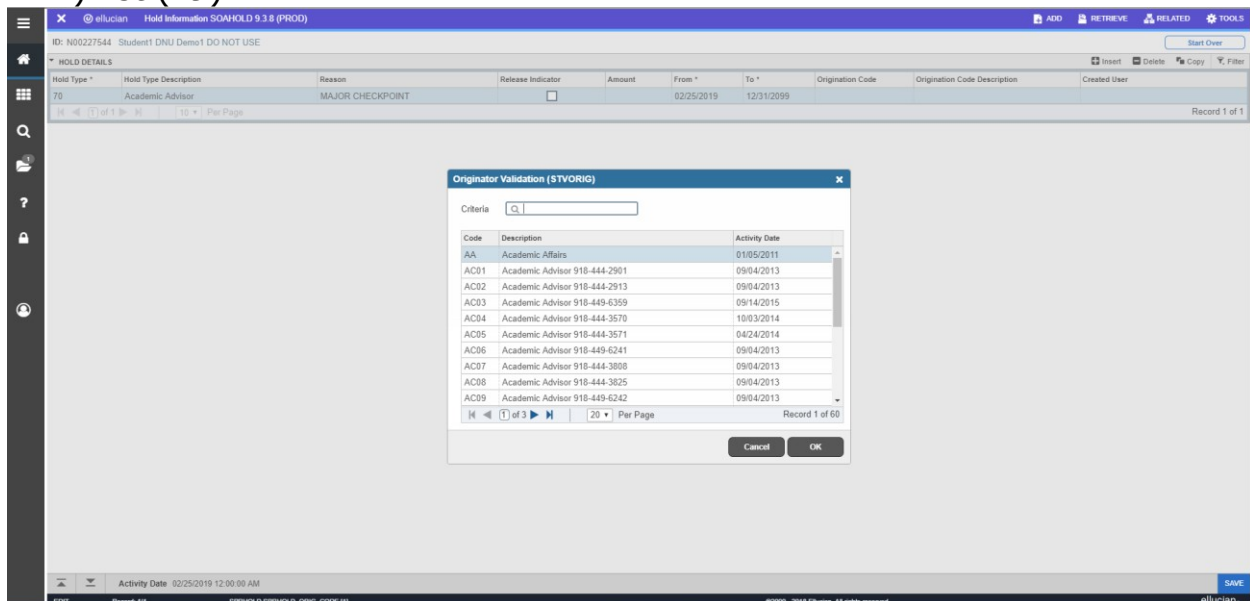 ellucian Hold Information SOAHOLD 9.3.8 (PROD) ADD RETRIEVE RELATED TOOLS
ID: N00227544 Student1 DNU Demo1 DO NOT USE Start Over
HOLD DETAILS Insert Delete Copy Filter
Hold Type * Hold Type Description Reason Release Indicator Amount From * To * Origination Code Origination Code Description Created User
70 Academic Advisor MAJOR CHECKPOINT 02/25/2019 12/31/2099
1 of 1 10 Per Page Record 1 of 1
1
Originator Validation (STVORIG)
Criteria
Code Description Activity Date
AA Academic Affairs 01/05/2011
AC01 Academic Advisor 918-444-2901 09/04/2013
AC02 Academic Advisor 918-444-2913 09/04/2013
AC03 Academic Advisor 918-449-6359 09/14/2015
AC04 Academic Advisor 918-444-3570 10/03/2014
AC05 Academic Advisor 918-444-3571 04/24/2014
AC06 Academic Advisor 918-449-6241 09/04/2013
AC07 Academic Advisor 918-444-3808 09/04/2013
AC08 Academic Advisor 918-444-3825 09/04/2013
AC09 Academic Advisor 918-449-6242 09/04/2013
1 of 3 20 Per Page Record 1 of 60
Cancel OK
Activity Date 02/25/2019 12:00:00 AM SAVE
ellucian